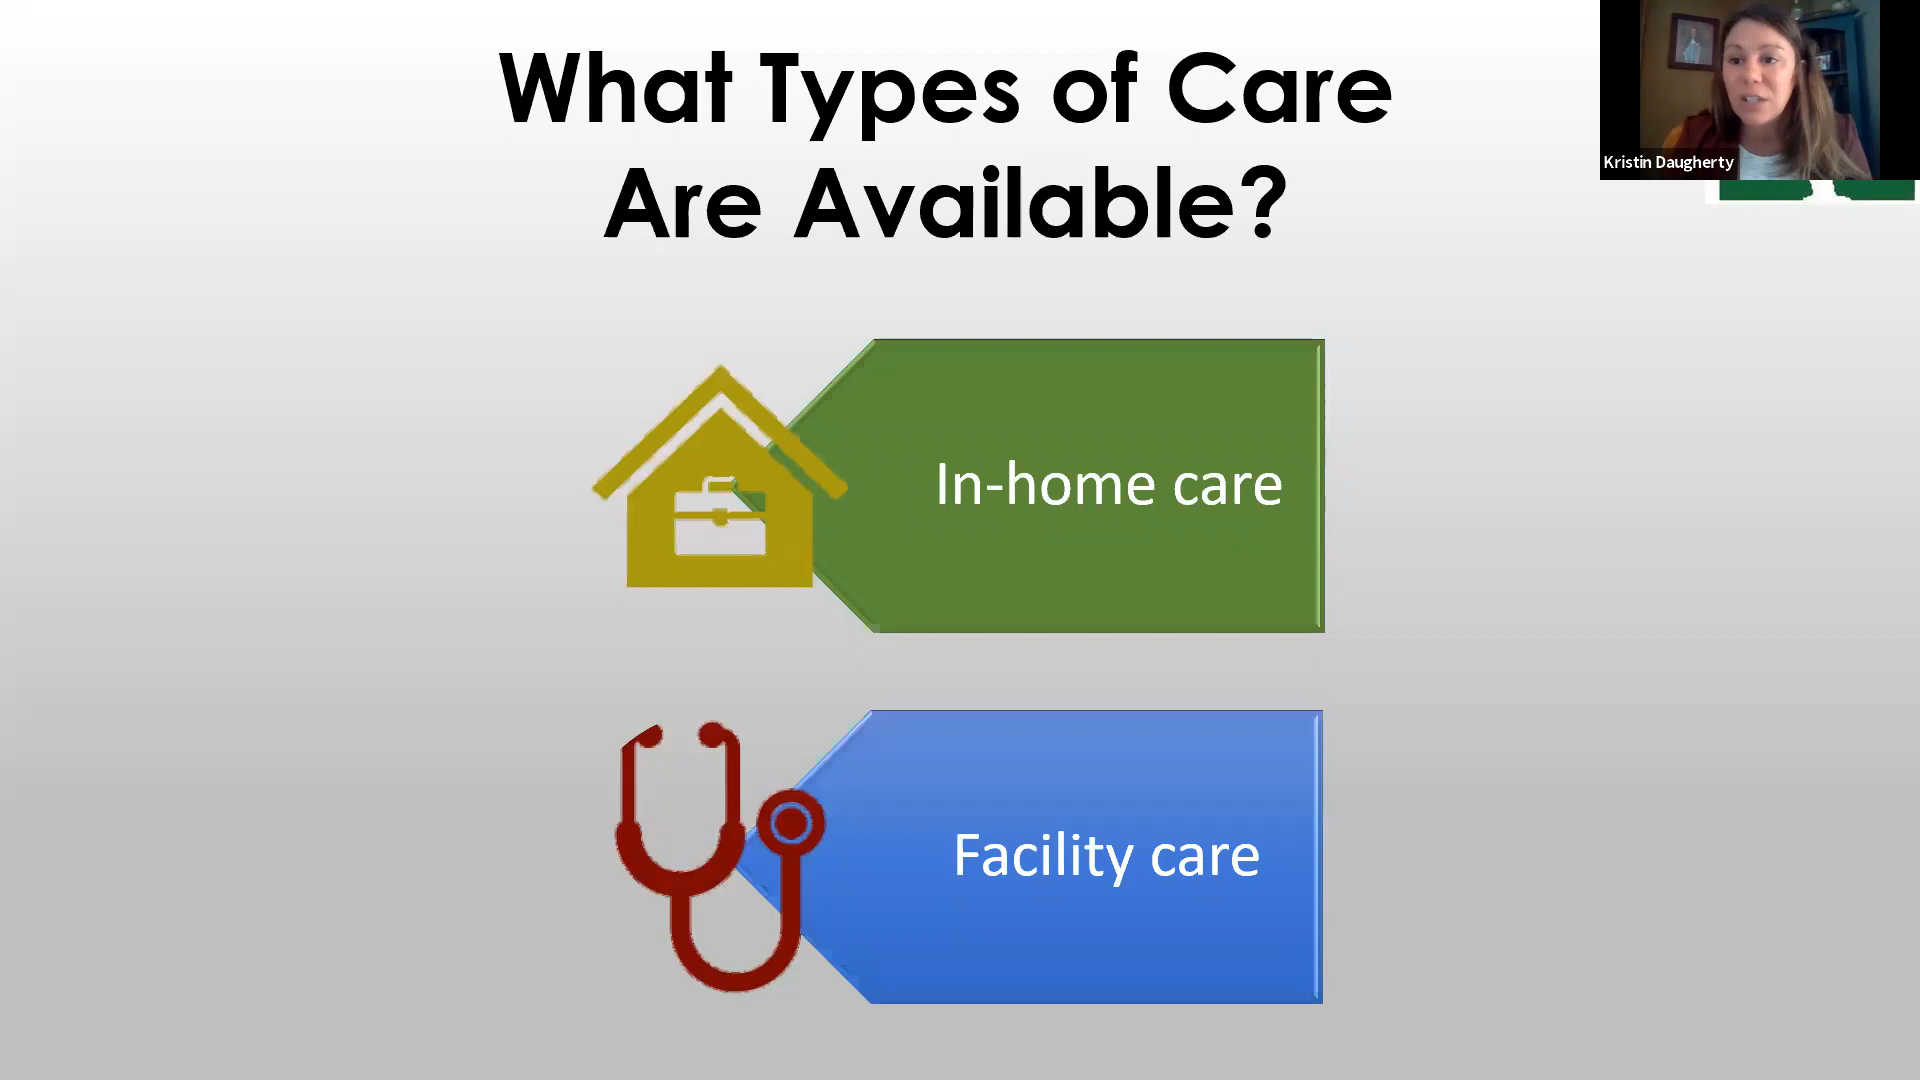 What Types of Care
Are Available?
Kristin Daugherty
In-home care
Facility care